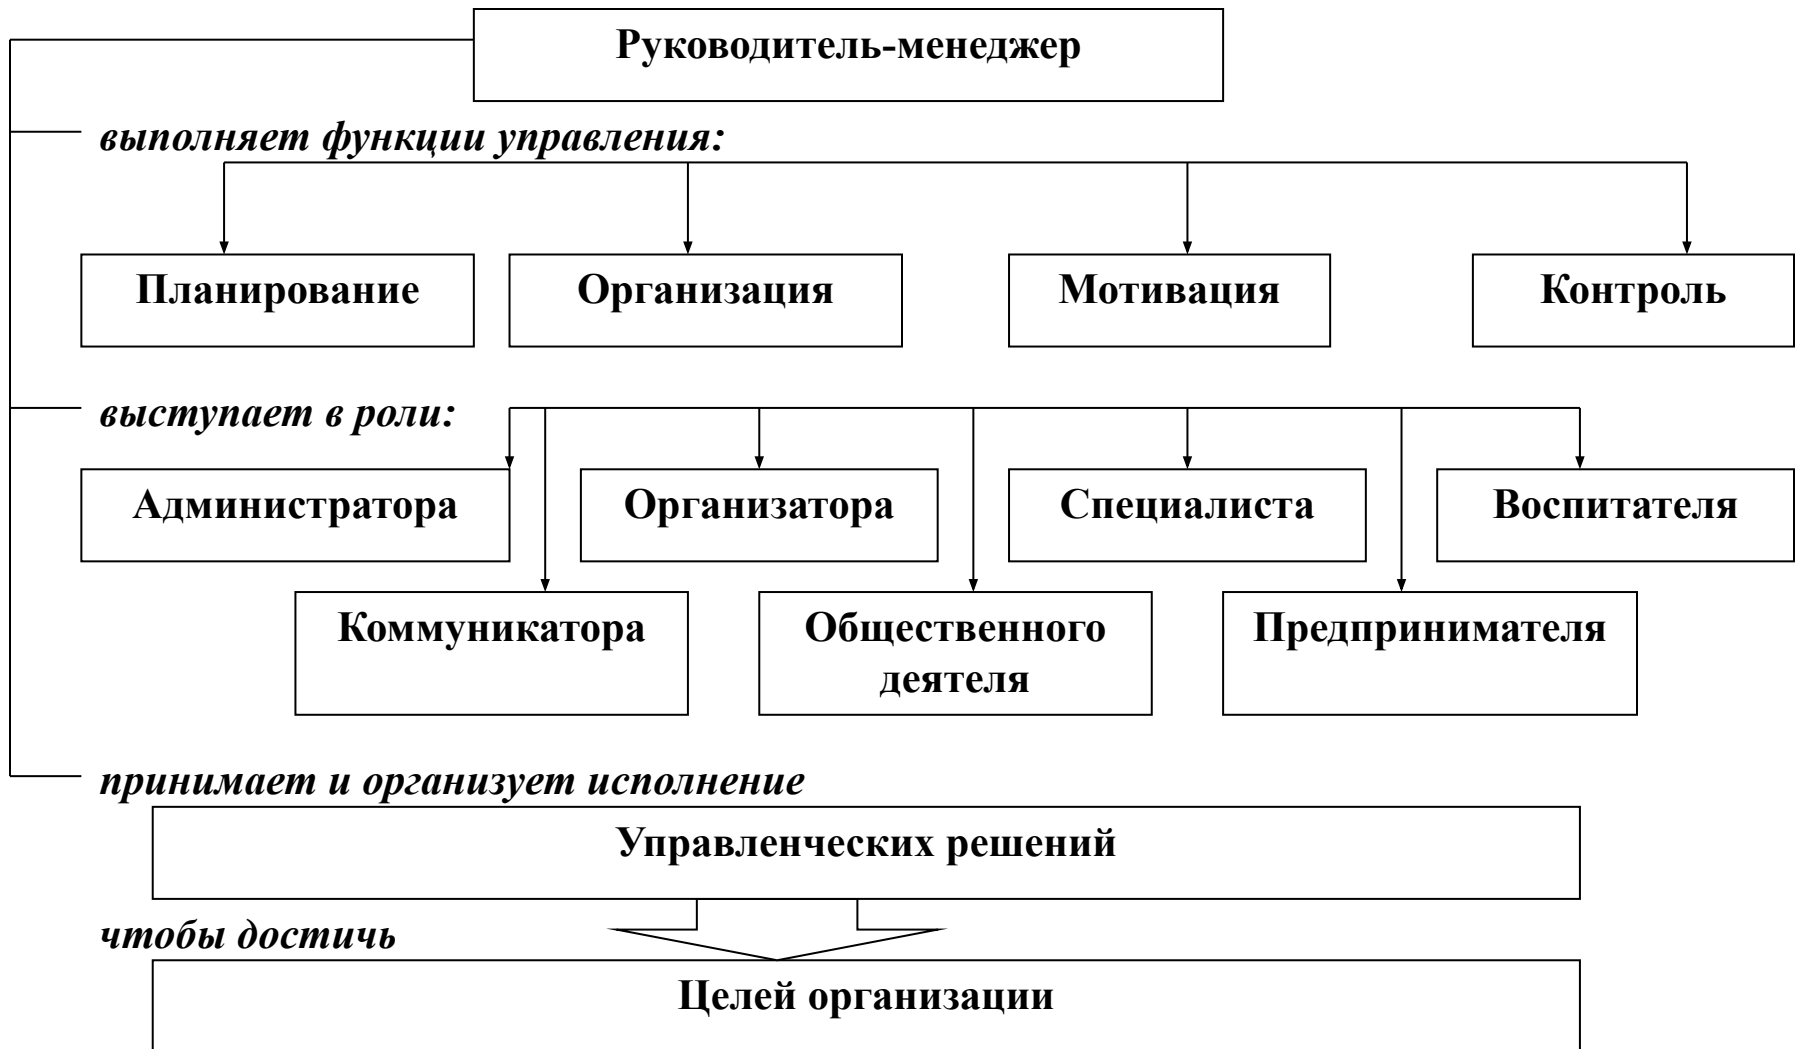 Руководитель-менеджер
выполняет функции управления:
Планирование
Организация
Мотивация
Контроль
выступает в роли:
Администратора
Организатора
Специалиста
Воспитателя
Коммуникатора
Общественного
деятеля
Предпринимателя
принимает и организует исполнение
Управленческих решений
чтобы достичь
Целей организации